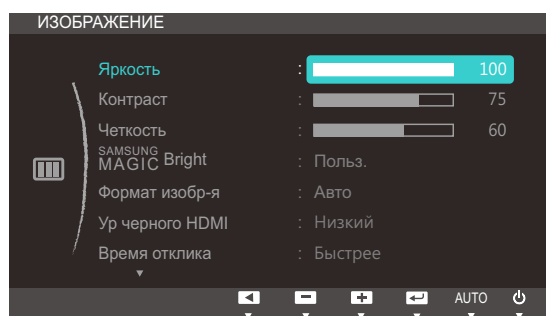 ИЗОБРАЖЕНИЕ
Яркость : 100
Контраст : 75
Четкость : 60
SAMSUNG MAGIC Bright : Польз.
Формат изобр-я : Авто
Ур черного HDMI : Низкий
Время отклика : Быстрее
AUTO